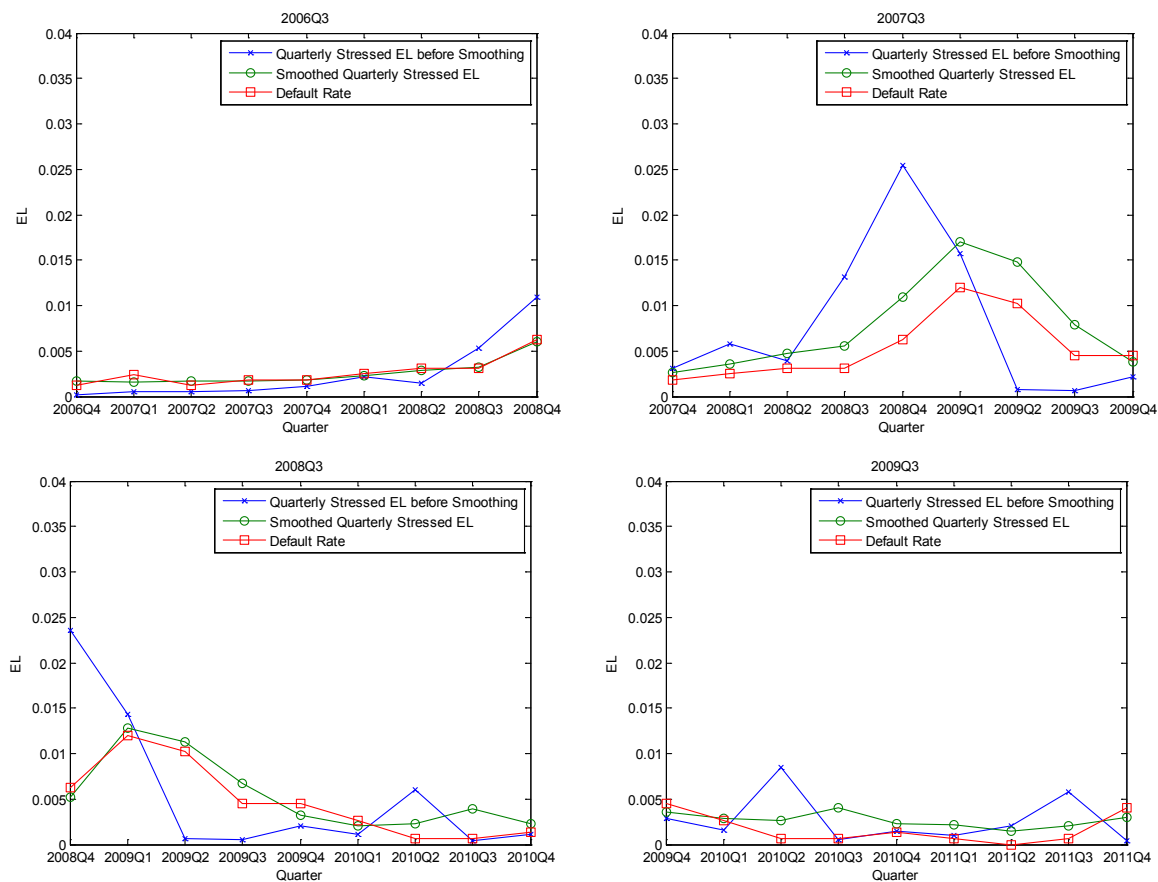 2006Q3
0.04
0.035
0.03
0.025
0.02
0.015
0.01
0.005
0
EL
Quarterly Stressed EL before Smoothing
Smoothed Quarterly Stressed EL
Default Rate
2006Q4 2007Q1 2007Q2 2007Q3 2007Q4 2008Q1 2008Q2 2008Q3 2008Q4
Quarter
2007Q3
0.04
0.035
0.03
0.025
0.02
0.015
0.01
0.005
0
EL
Quarterly Stressed EL before Smoothing
Smoothed Quarterly Stressed EL
Default Rate
2007Q4 2008Q1 2008Q2 2008Q3 2008Q4 2009Q1 2009Q2 2009Q3 2009Q4
Quarter
2008Q3
0.04
0.035
0.03
0.025
0.02
0.015
0.01
0.005
0
EL
Quarterly Stressed EL before Smoothing
Smoothed Quarterly Stressed EL
Default Rate
2008Q4 2009Q1 2009Q2 2009Q3 2009Q4 2010Q1 2010Q2 2010Q3 2010Q4
Quarter
2009Q3
0.04
0.035
0.03
0.025
0.02
0.015
0.01
0.005
0
EL
Quarterly Stressed EL before Smoothing
Smoothed Quarterly Stressed EL
Default Rate
2009Q4 2010Q1 2010Q2 2010Q3 2010Q4 2011Q1 2011Q2 2011Q3 2011Q4
Quarter